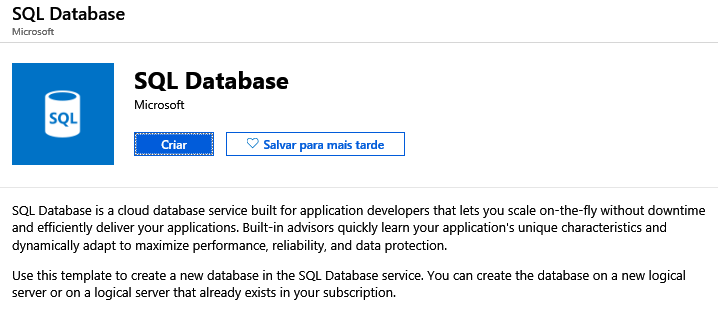 SQL Database
Microsoft
SQL
SQL Database
Microsoft
Criar
Salvar para mais tarde
SQL Database is a cloud database service built for application developers that lets you scale on-the-fly without downtime
and efficiently deliver your applications. Built-in advisors quickly learn your application's unique characteristics and
dynamically adapt to maximize performance, reliability, and data protection.
Use this template to create a new database in the SQL Database service. You can create the database on a new logical
server or on a logical server that already exists in your subscription.